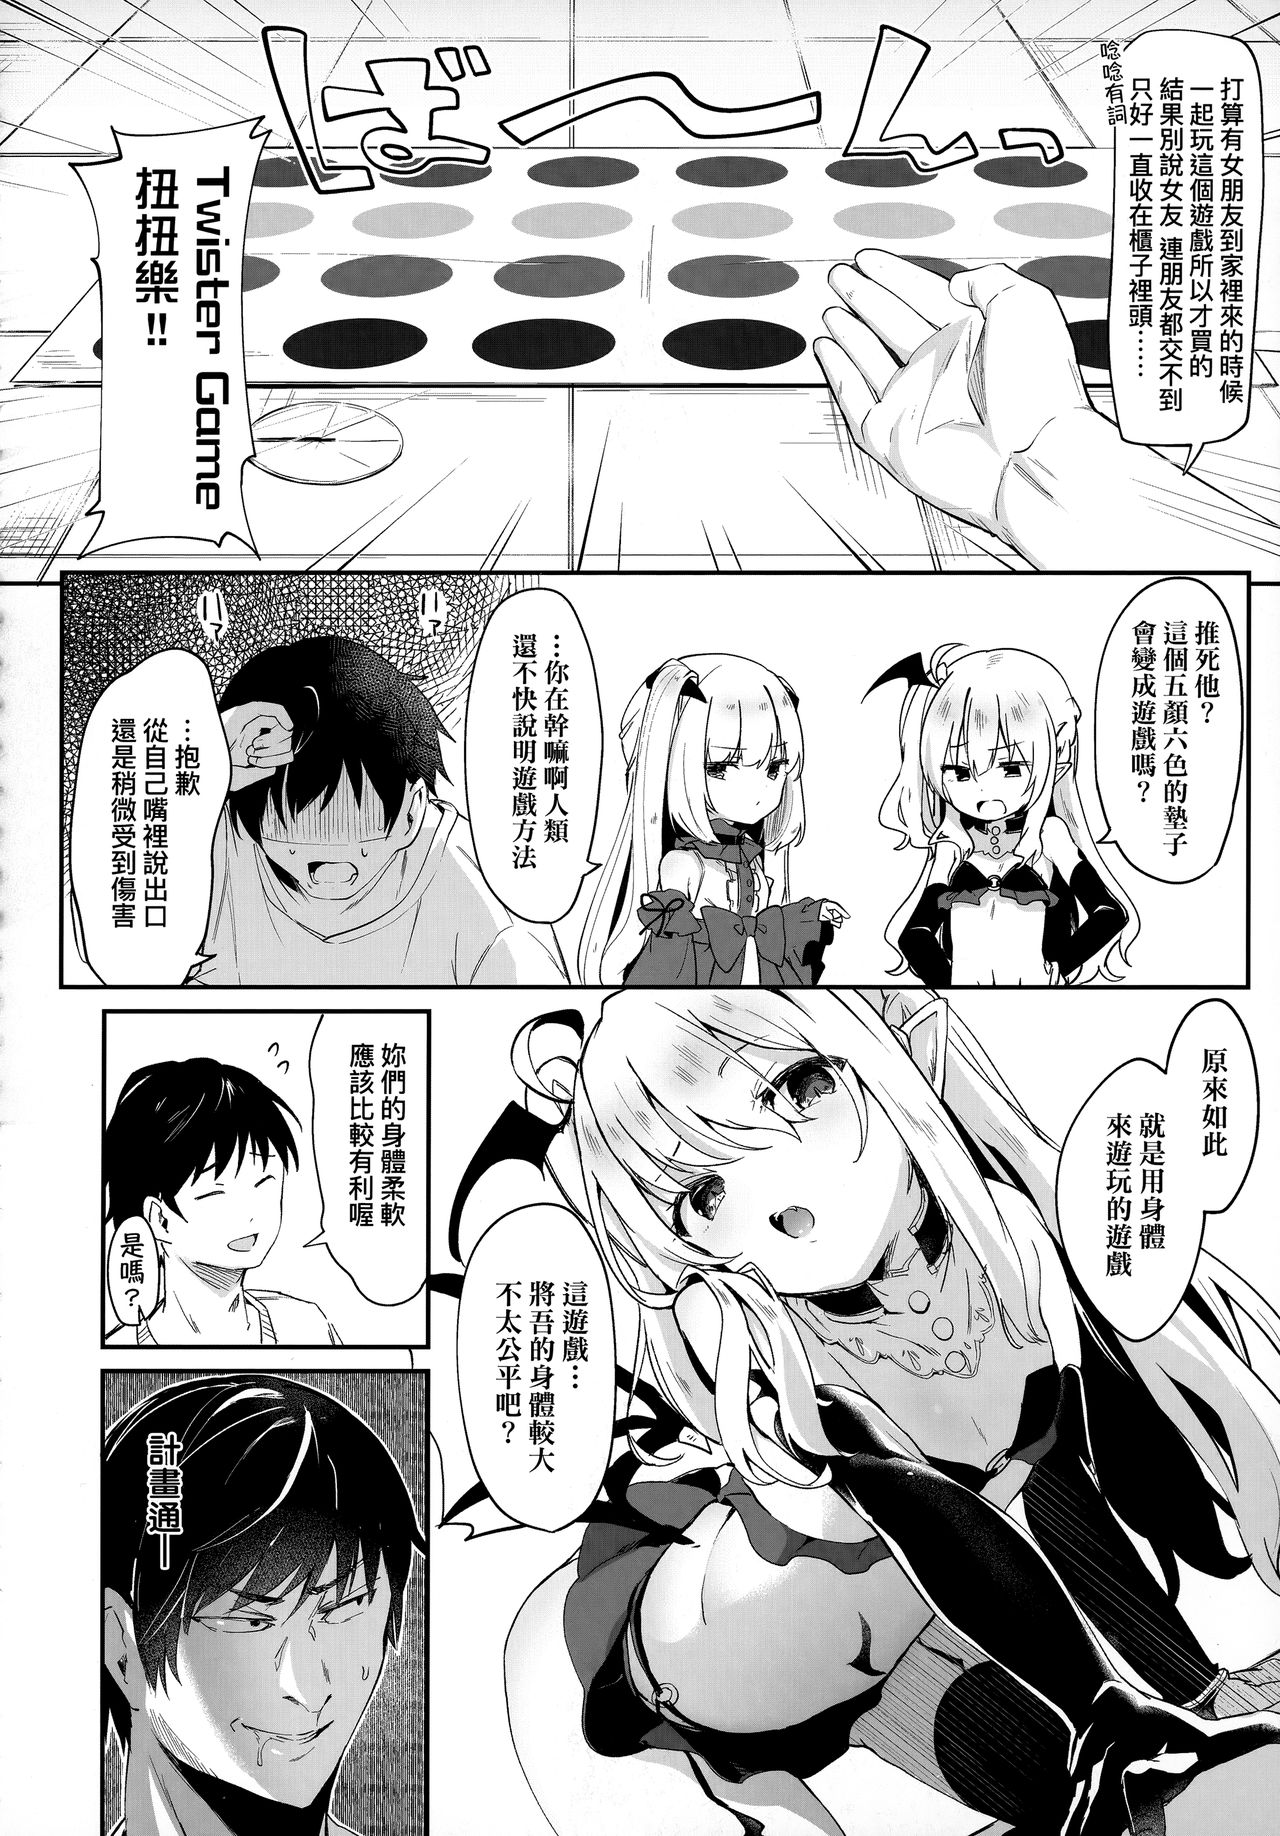 打算有女朋友到家裡來的時候
一起玩這個遊戲所以才買的
結果別說女友 連朋友都交不到
只好一直收在櫃子裡頭……
唸唸有詞
ば〜んっ
Twister Game
扭扭樂!!
推死他？
這個五顏六色的墊子
會變成遊戲嗎？
…你在幹嘛啊人類
還不快說明遊戲方法
…抱歉
從自己嘴裡說出口
還是稍微受到傷害
原來如此
就是用身體
來遊玩的遊戲
這遊戲…
將吾的身體較大
不太公平吧？
妳們的身體柔軟
應該比較有利喔
是嗎？
計畫通—